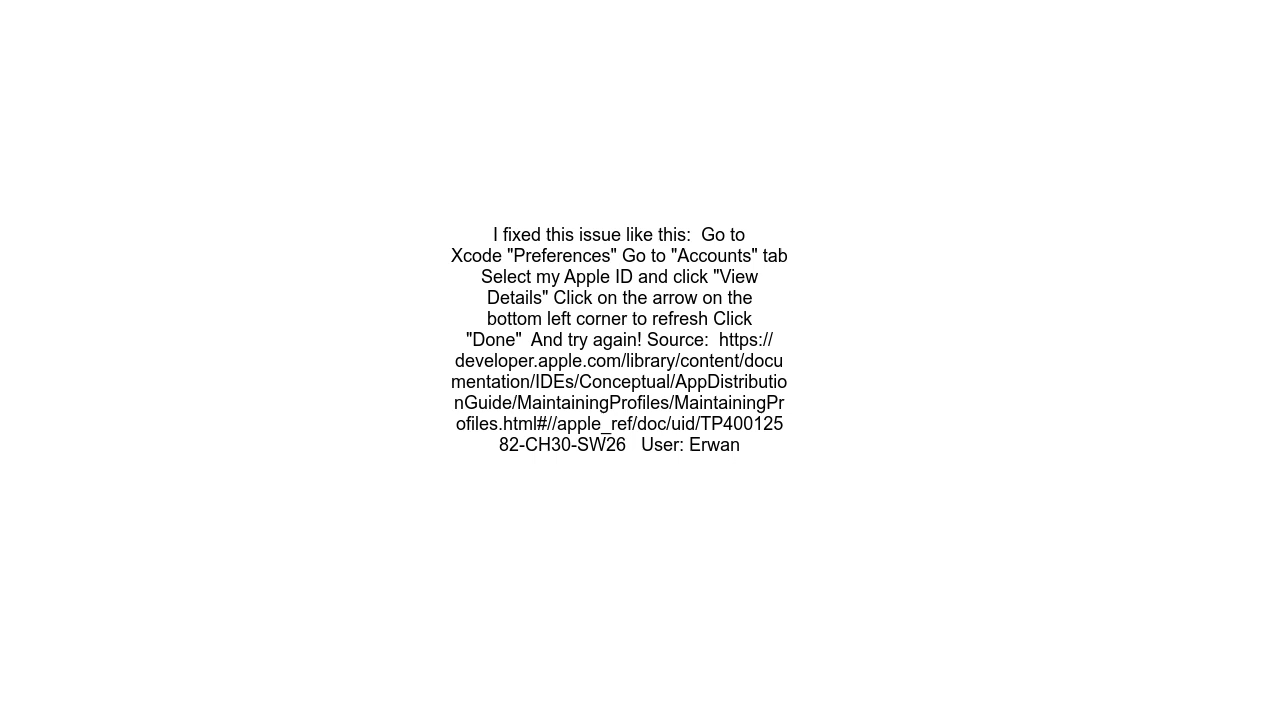 I fixed this issue like this:  Go to
Xcode "Preferences" Go to "Accounts" tab
Select my Apple ID and click "View
Details" Click on the arrow on the
bottom left corner to refresh Click
"Done"  And try again! Source:  https://
developer.apple.com/library/content/docu
mentation/IDEs/Conceptual/AppDistributio
nGuide/MaintainingProfiles/MaintainingPr
ofiles.html#//apple_ref/doc/uid/TP400125
82-CH30-SW26   User: Erwan